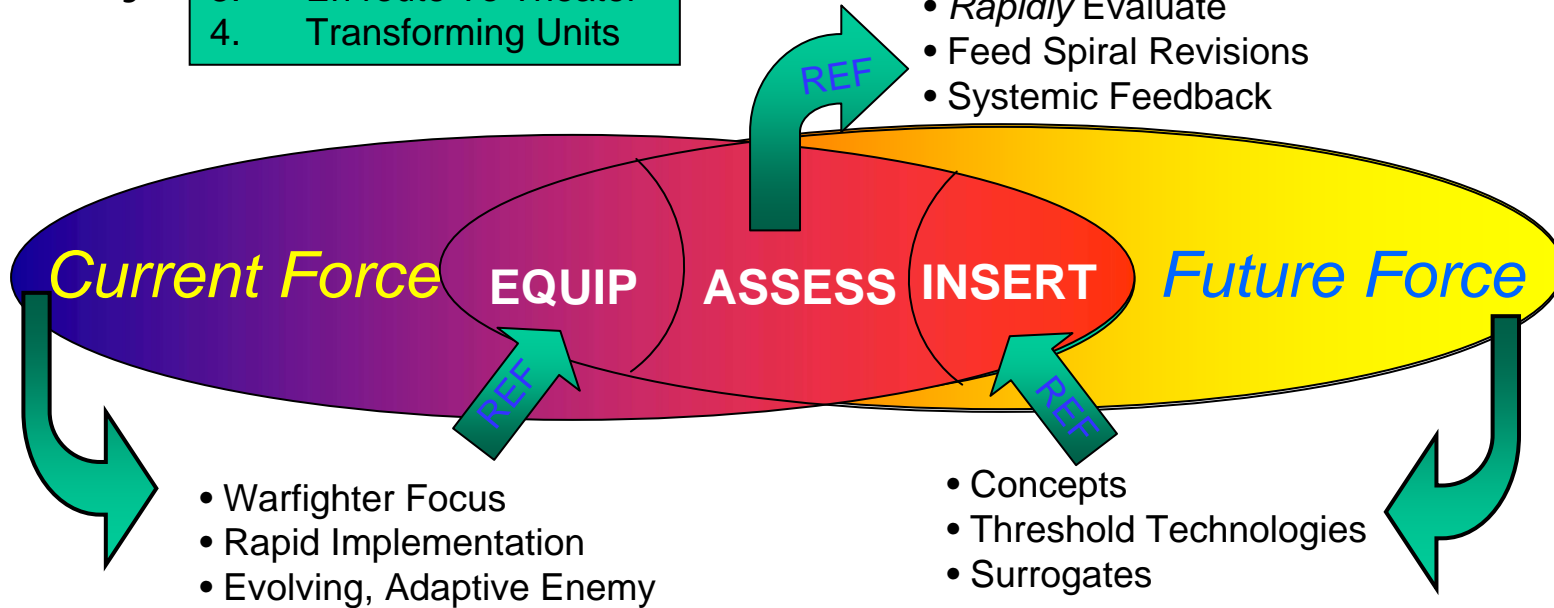 4. Transforming Units
• Rapidly Evaluate
• Feed Spiral Revisions
• Systemic Feedback
REF
Current Force
EQUIP
ASSESS
INSERT
Future Force
REF
REF
• Warfighter Focus
• Rapid Implementation
• Evolving, Adaptive Enemy
• Concepts
• Threshold Technologies
• Surrogates